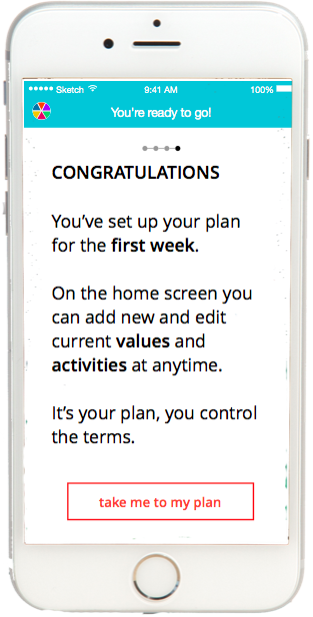 Sketch 9:41 AM 100%
You're ready to go!
CONGRATULATIONS
You’ve set up your plan
for the first week.
On the home screen you
can add new and edit
current values and
activities at anytime.
It’s your plan, you control
the terms.
take me to my plan